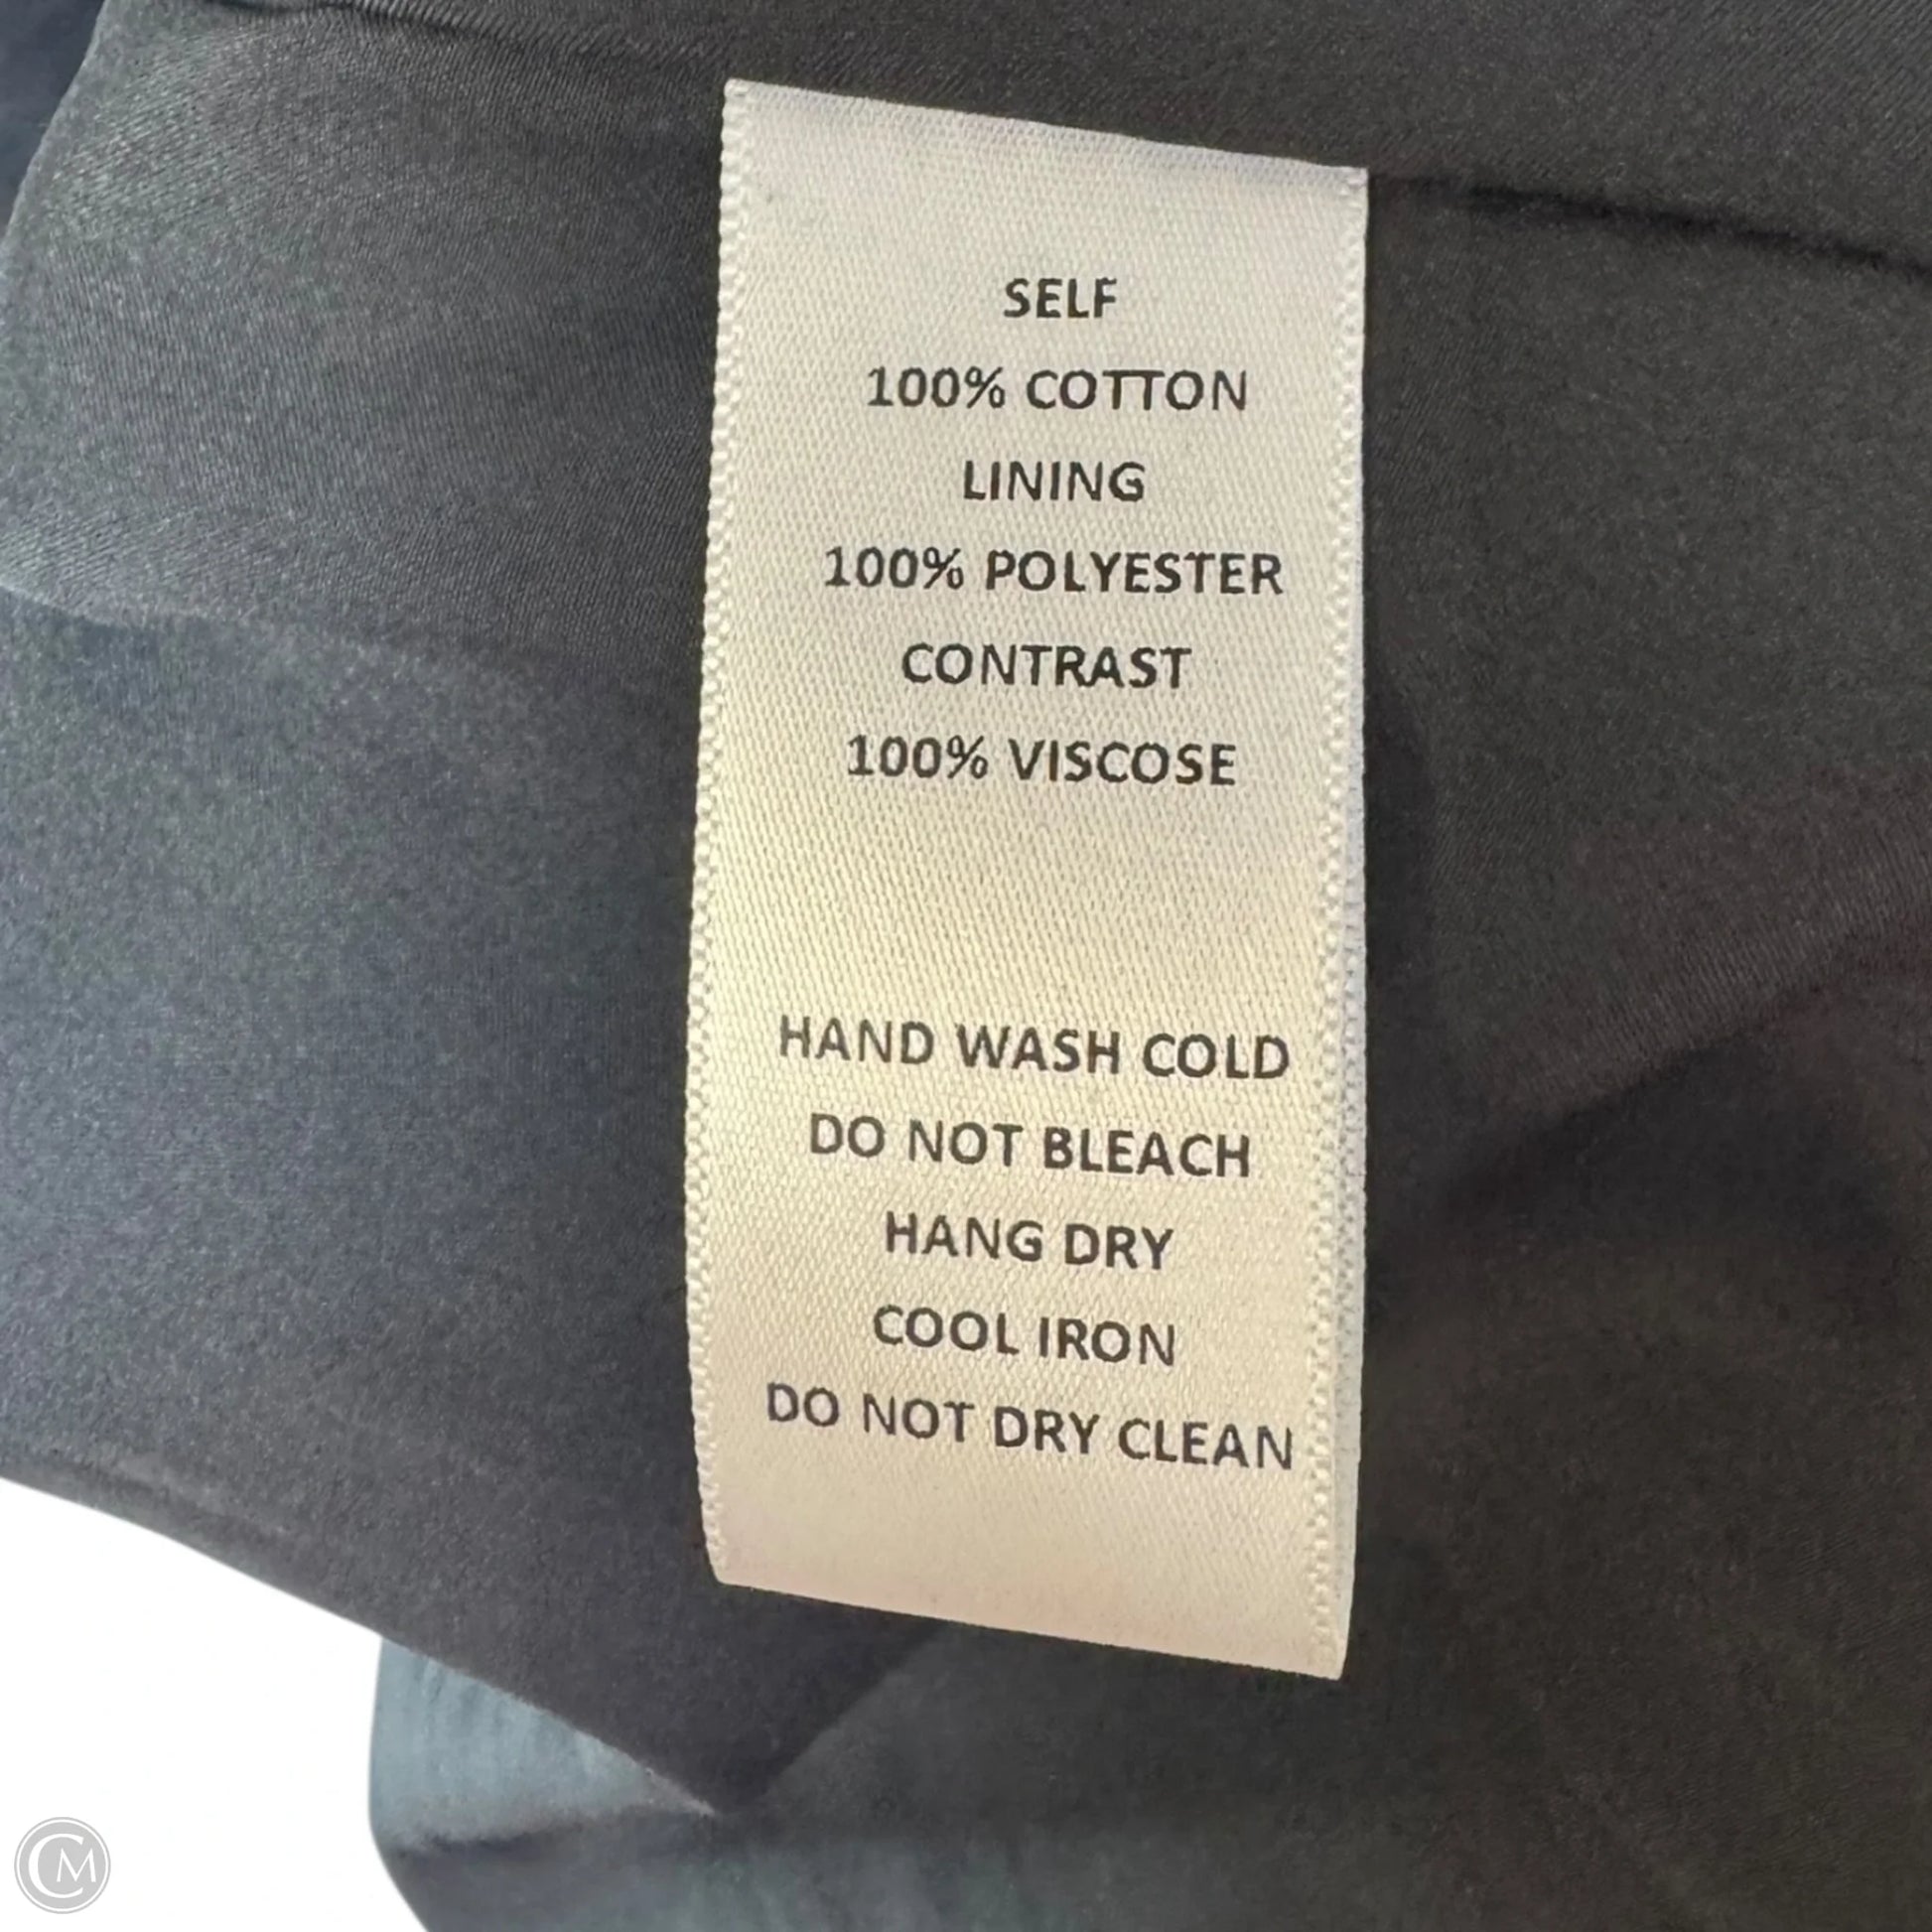 SELF
100% COTTON
LINING
100% POLYESTER
CONTRAST
100% VISCOSE
HAND WASH COLD
DO NOT BLEACH
HANG DRY
COOL IRON
DO NOT DRY CLEAN
CM